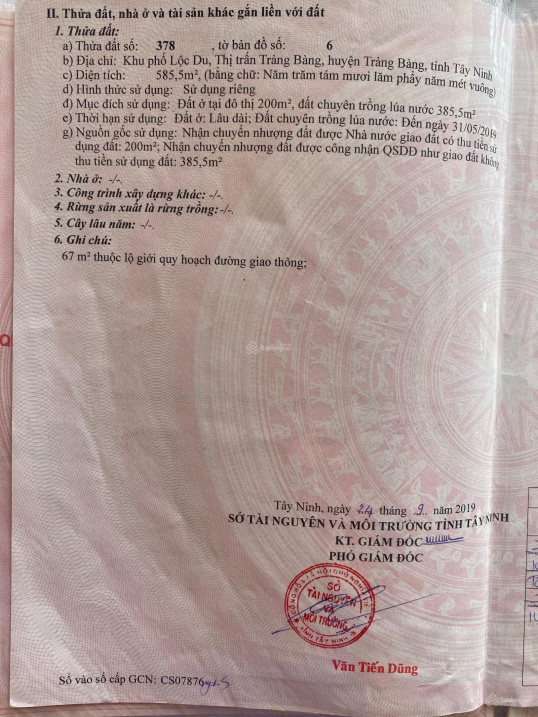 II. Thửa đất, nhà ở và tài sản khác gắn liền với đất
1. Thửa đất:
a) Thửa đất số: 378 , tờ bản đồ số: 6
b) Địa chỉ: Khu phố Lộc Du, Thị trấn Trảng Bàng, huyện Trảng Bàng, tỉnh Tây Ninh
c) Diện tích: 585,5m², (bằng chữ: Năm trăm tám mươi lăm phẩy năm mét vuông)
d) Hình thức sử dụng: Sử dụng riêng
đ) Mục đích sử dụng: Đất ở tại đô thị 200m², đất chuyên trồng lúa nước 385,5m²
e) Thời hạn sử dụng: Đất ở: Lâu dài; Đất chuyên trồng lúa nước: Đến ngày 31/05/2069
g) Nguồn gốc sử dụng: Nhận chuyển nhượng đất được Nhà nước giao đất có thu tiền sử
dụng đất: 200m²; Nhận chuyển nhượng đất được công nhận QSDĐ như giao đất không
thu tiền sử dụng đất: 385,5m²
2. Nhà ở: -/-.
3. Công trình xây dựng khác: -/-.
4. Rừng sản xuất là rừng trồng: -/-.
5. Cây lâu năm: -/-.
6. Ghi chú:
67 m² thuộc lộ giới quy hoạch đường giao thông;
Tây Ninh, ngày 24 tháng 9 năm 2019
SỞ TÀI NGUYÊN VÀ MÔI TRƯỜNG TỈNH TÂY NINH
KT. GIÁM ĐỐC
PHÓ GIÁM ĐỐC
SỞ
TÀI NGUYÊN
VÀ
MÔI TRƯỜNG
TỈNH TÂY NINH
Văn Tiến Dũng
Số vào sổ cấp GCN: CS07876